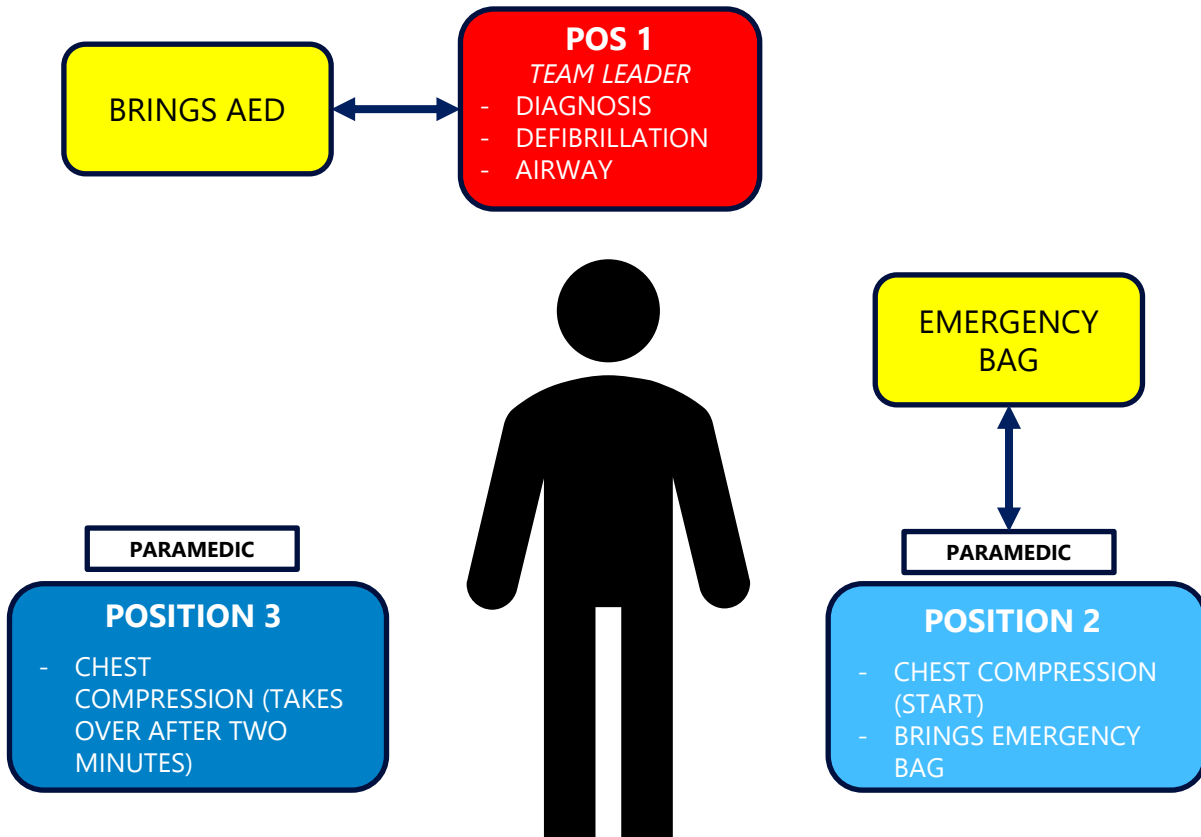 BRINGS AED
POS 1
TEAM LEADER
- DIAGNOSIS
- DEFIBRILLATION
- AIRWAY
EMERGENCY
BAG
PARAMEDIC
POSITION 3
- CHEST
COMPRESSION (TAKES
OVER AFTER TWO
MINUTES)
PARAMEDIC
POSITION 2
- CHEST COMPRESSION
(START)
- BRINGS EMERGENCY
BAG